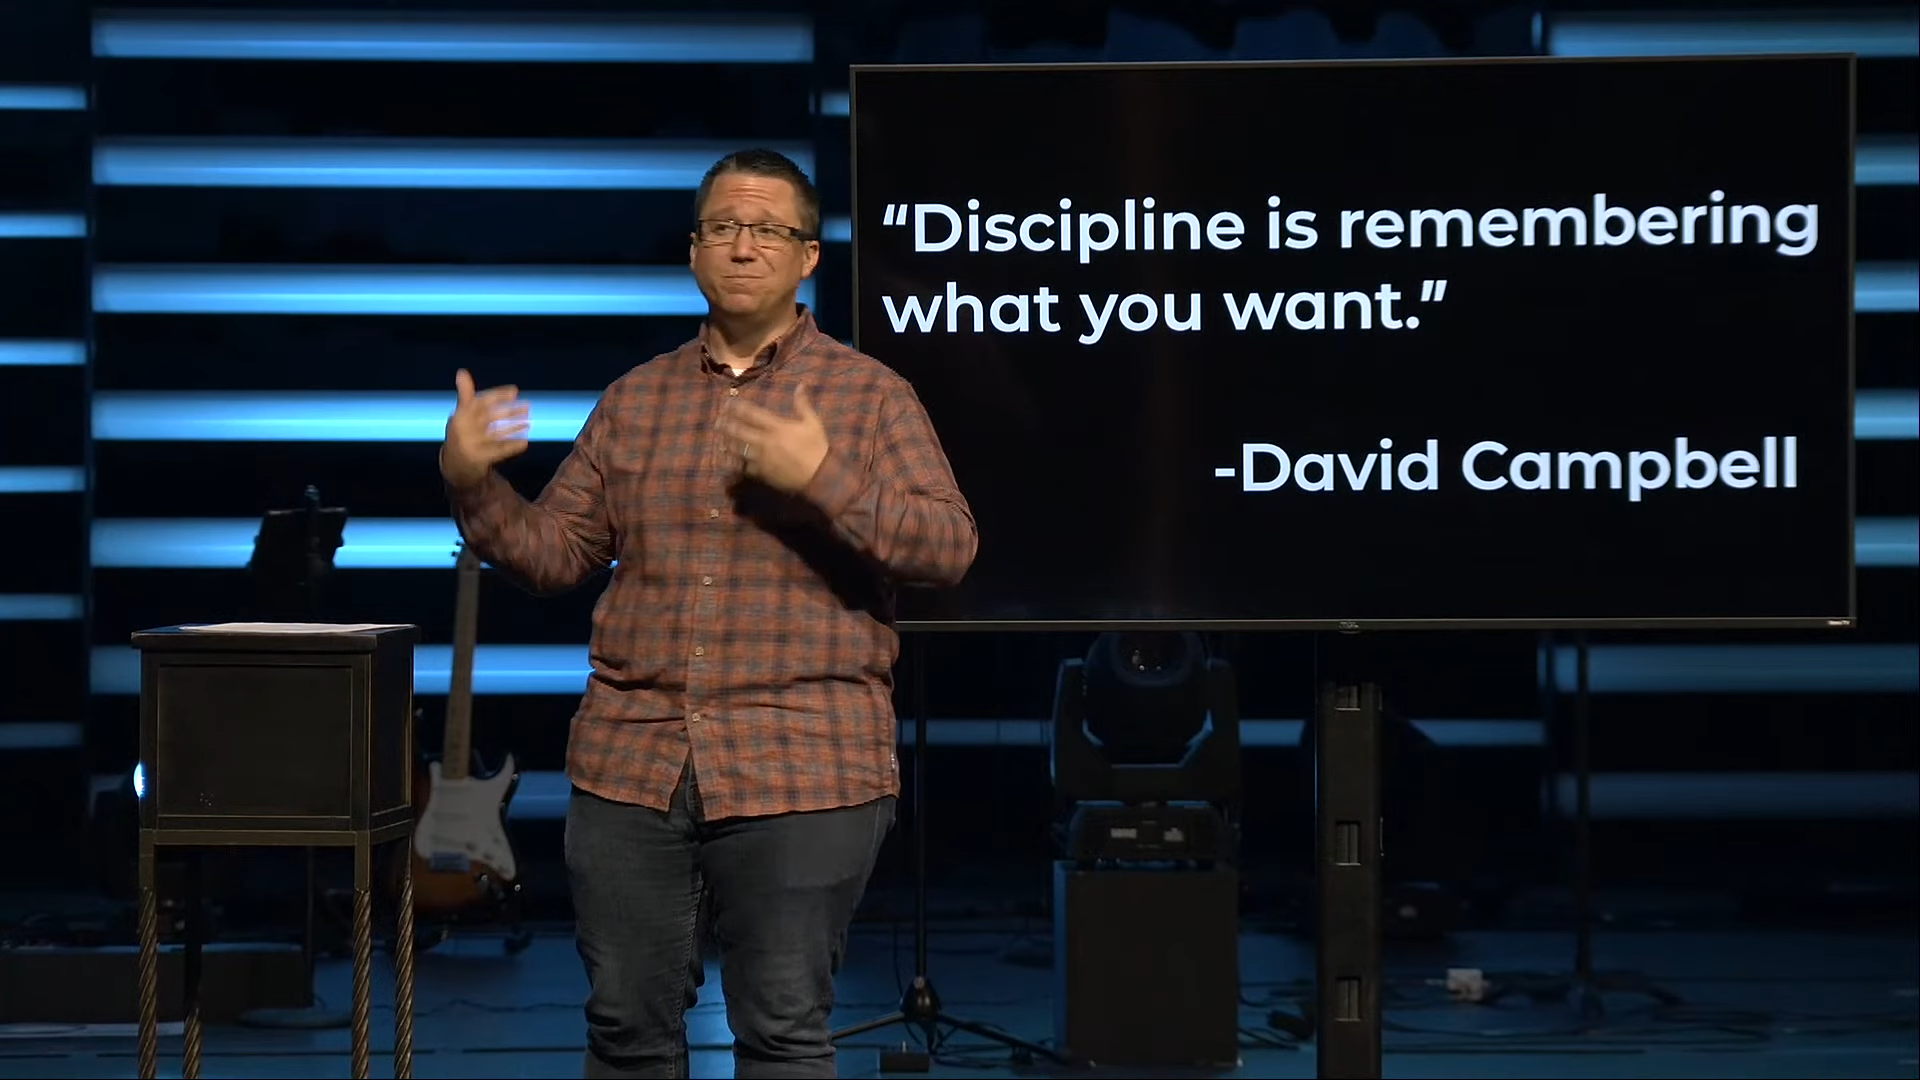 “Discipline is remembering
what you want.”
-David Campbell